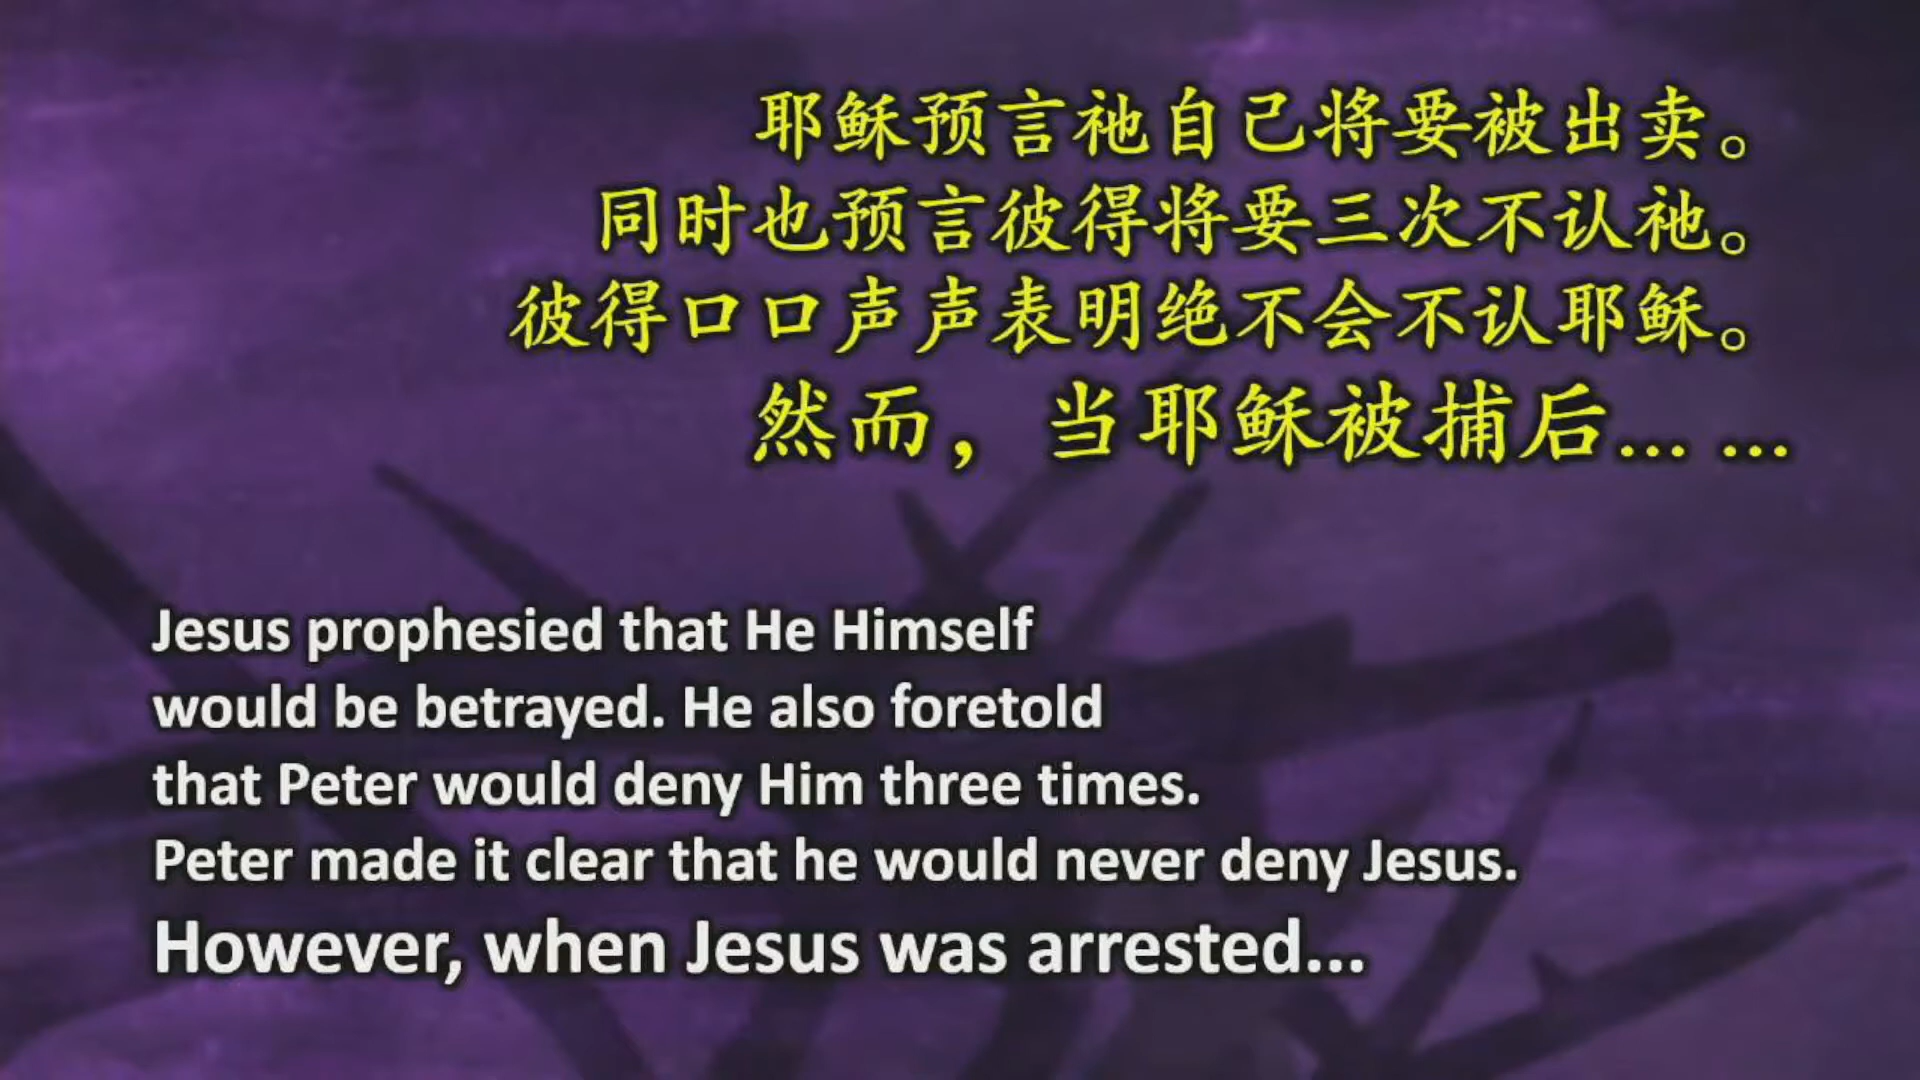 耶稣预言祂自己将要被出卖。
同时也预言彼得将要三次不认祂。
彼得口口声声表明绝不会不认耶稣。
然而，当耶稣被捕后... ...
Jesus prophesied that He Himself
would be betrayed. He also foretold
that Peter would deny Him three times.
Peter made it clear that he would never deny Jesus.
However, when Jesus was arrested...